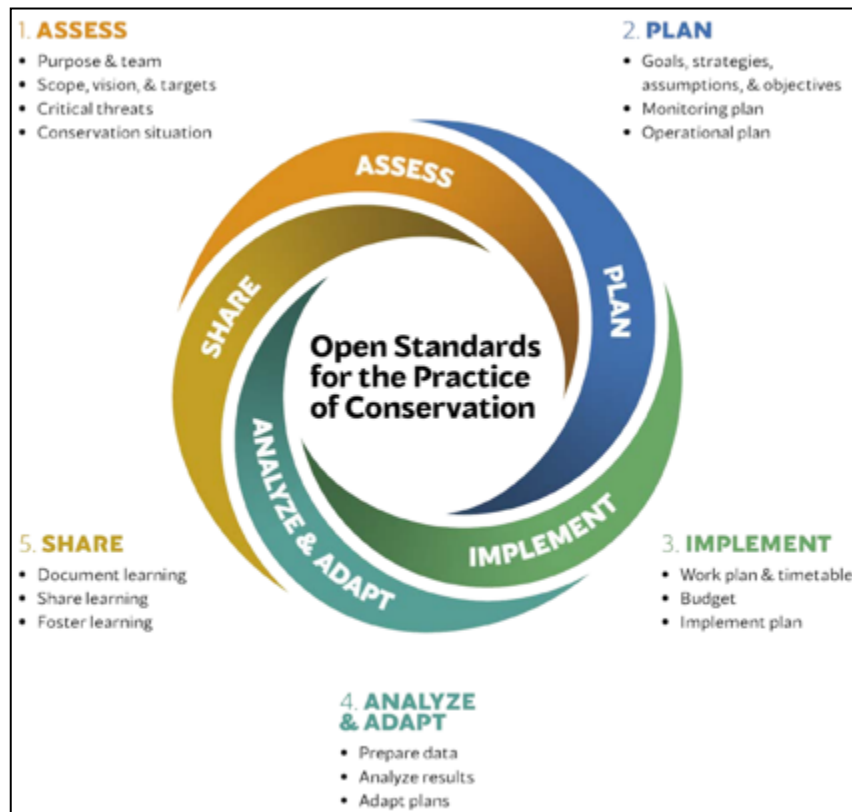 1. ASSESS
• Purpose & team
• Scope, vision, & targets
• Critical threats
• Conservation situation
2. PLAN
• Goals, strategies,
assumptions, & objectives
• Monitoring plan
• Operational plan
ASSESS
PLAN
SHARE
Open Standards
for the Practice
of Conservation
ANALYZE & ADAPT
IMPLEMENT
5. SHARE
• Document learning
• Share learning
• Foster learning
3. IMPLEMENT
• Work plan & timetable
• Budget
• Implement plan
4. ANALYZE
& ADAPT
• Prepare data
• Analyze results
• Adapt plans